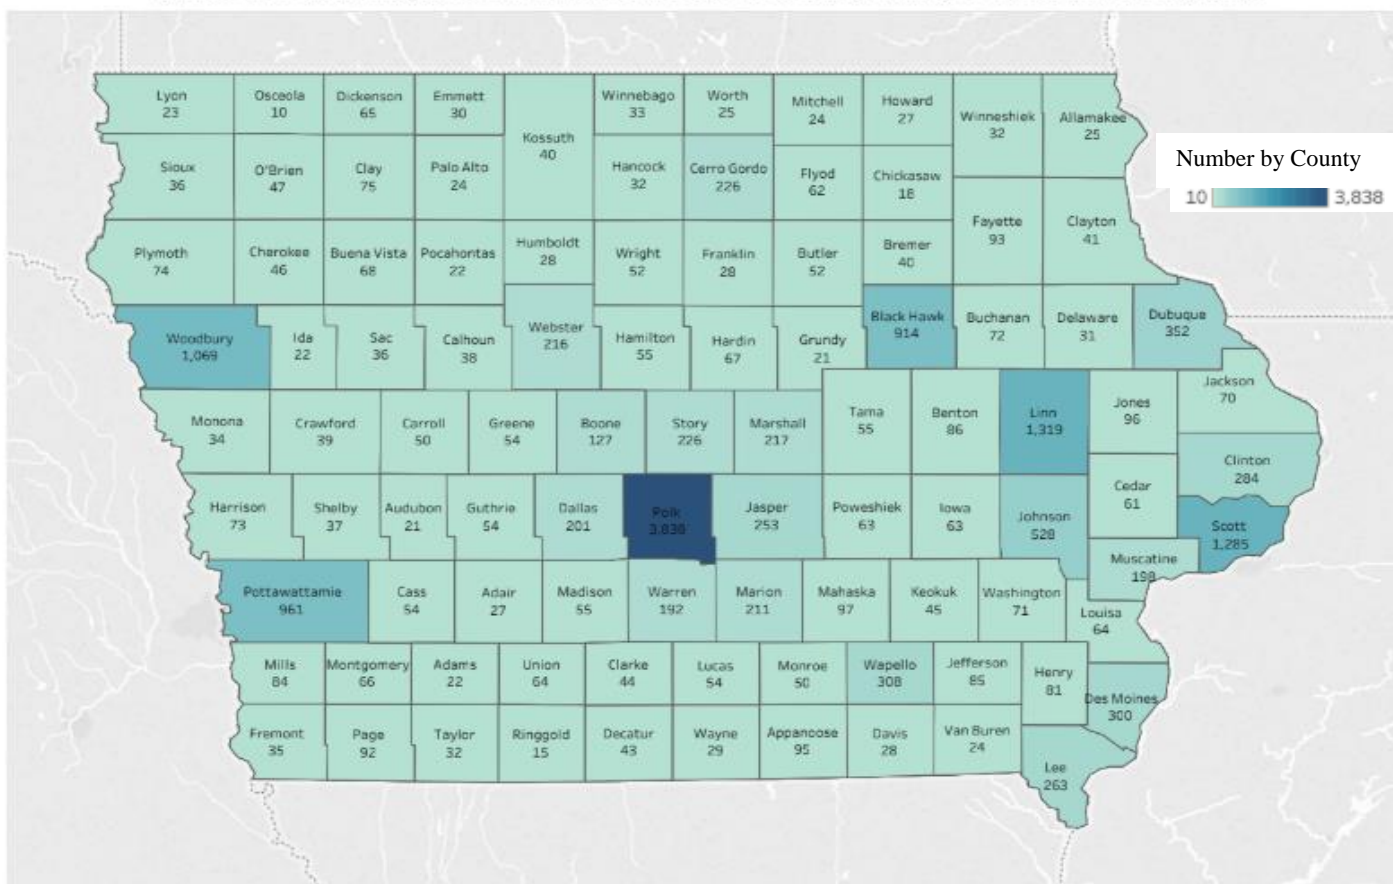 Lyon
23
Osceola
10
Dickenson
65
Emmett
30
Kossuth
40
Winnebago
33
Worth
25
Mitchell
24
Howard
27
Winneshiek
32
Allamakee
25
Number by County
10
3,838
Sioux
36
O'Brien
47
Clay
75
Palo Alto
24
Hancock
32
Cerro Gordo
226
Flyod
62
Chickasaw
18
Fayette
93
Clayton
41
Plymoth
74
Cherokee
46
Buena Vista
68
Pocahontas
22
Humboldt
28
Wright
52
Franklin
28
Butler
52
Bremer
40
Woodbury
1,069
Ida
22
Sac
36
Calhoun
38
Webster
216
Hamilton
55
Hardin
67
Grundy
21
Black Hawk
914
Buchanan
72
Delaware
31
Dubuque
352
Monona
34
Crawford
39
Carroll
50
Greene
54
Boone
127
Story
226
Marshall
217
Tama
55
Benton
86
Linn
1,319
Jones
96
Jackson
70
Clinton
284
Harrison
73
Shelby
37
Audubon
21
Guthrie
54
Dallas
201
Polk
3,838
Jasper
253
Poweshiek
63
Iowa
63
Johnson
528
Cedar
61
Scott
1,285
Muscatine
198
Pottawattamie
961
Cass
54
Adair
27
Madison
55
Warren
192
Marion
211
Mahaska
97
Keokuk
45
Washington
71
Louisa
64
Mills
84
Montgomery
66
Adams
22
Union
64
Clarke
44
Lucas
54
Monroe
50
Wapello
308
Jefferson
85
Henry
81
Des Moines
300
Fremont
35
Page
92
Taylor
32
Ringgold
15
Decatur
43
Wayne
29
Appanoose
95
Davis
28
Van Buren
24
Lee
263